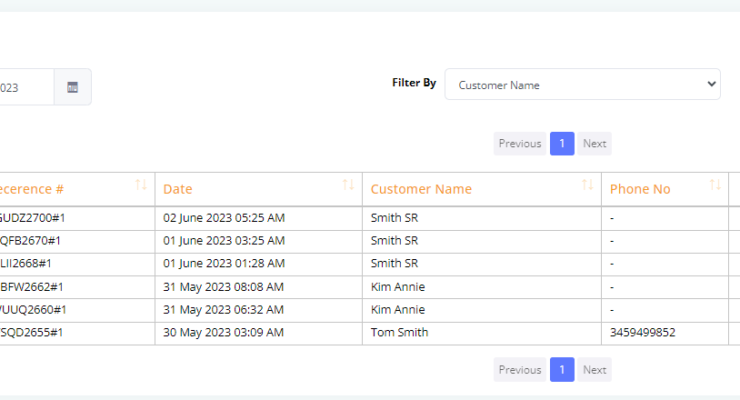 023
Filter By Customer Name
Previous 1 Next
ecerence # Date Customer Name Phone No
GUDZ2700#1 02 June 2023 05:25 AM Smith SR -
QFB2670#1 01 June 2023 03:25 AM Smith SR -
LII2668#1 01 June 2023 01:28 AM Smith SR -
BFW2662#1 31 May 2023 08:08 AM Kim Annie -
VUUQ2660#1 31 May 2023 06:32 AM Kim Annie -
SQD2655#1 30 May 2023 03:09 AM Tom Smith 3459499852
Previous 1 Next